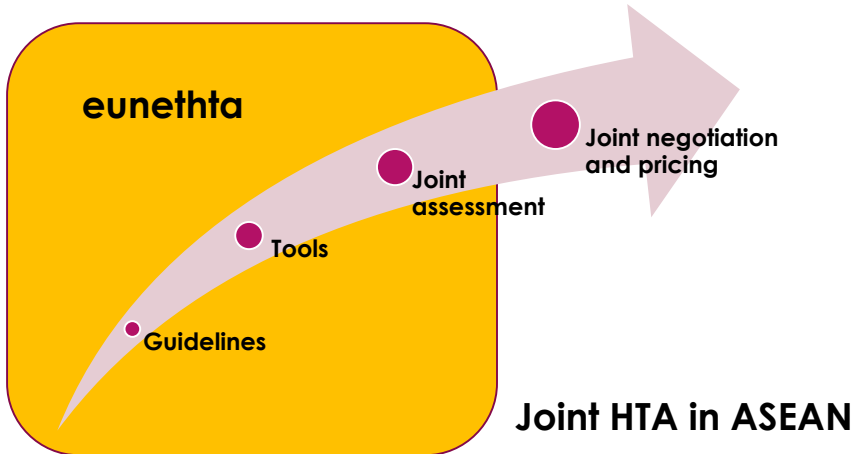 eunethta
Joint negotiation
and pricing
Joint
assessment
Tools
Guidelines
Joint HTA in ASEAN